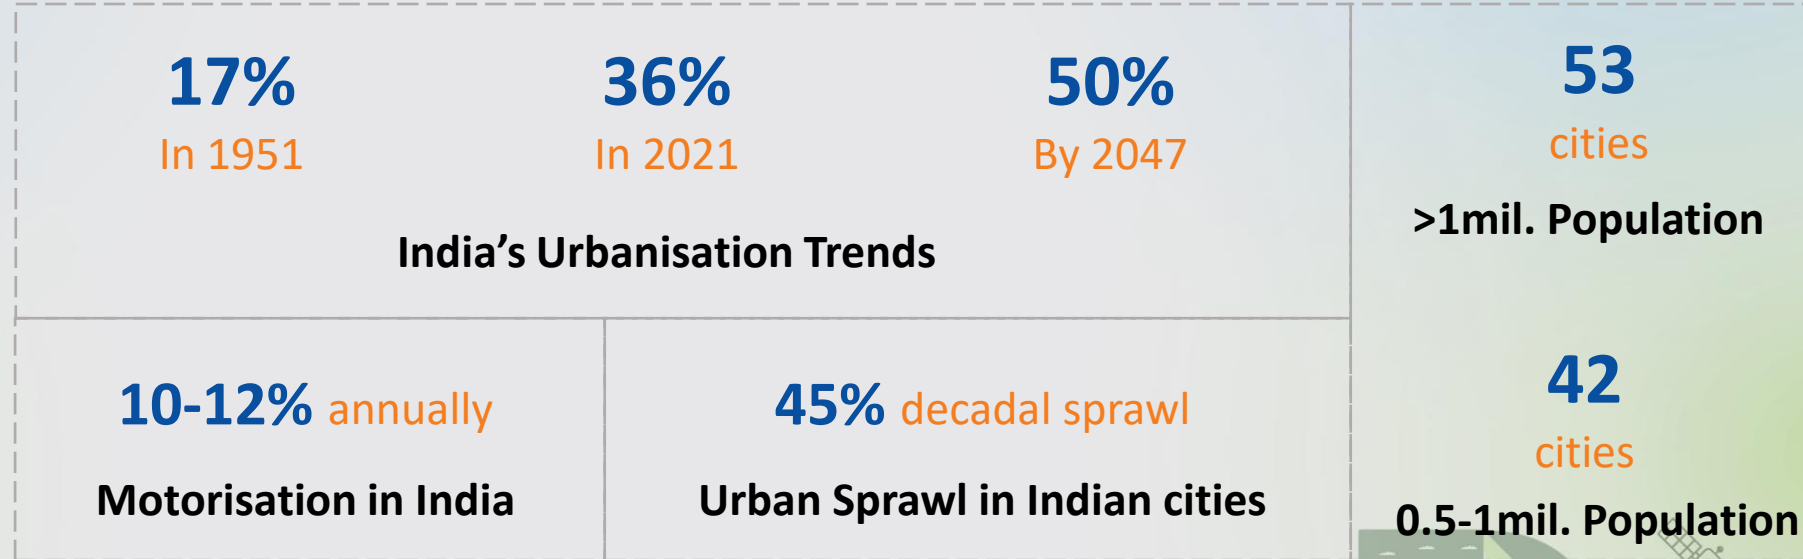 17% 36% 50%
In 1951 In 2021 By 2047
India’s Urbanisation Trends
53
cities
>1mil. Population
10-12% annually
Motorisation in India
45% decadal sprawl
Urban Sprawl in Indian cities
42
cities
0.5-1mil. Population